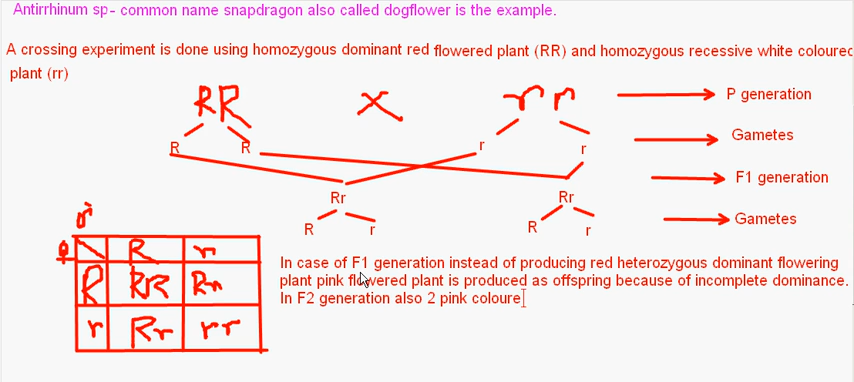 Antirrhinum sp- common name snapdragon also called dogflower is the example.
A crossing experiment is done using homozygous dominant red flowered plant (RR) and homozygous recessive white coloured
plant (rr)
RR X rr P generation
R R r r Gametes
Rr Rr F1 generation
R r R r Gametes
♂
♀ R r
R RR Rr
r Rr rr
In case of F1 generation instead of producing red heterozygous dominant flowering
plant pink flowered plant is produced as offspring because of incomplete dominance.
In F2 generation also 2 pink coloure